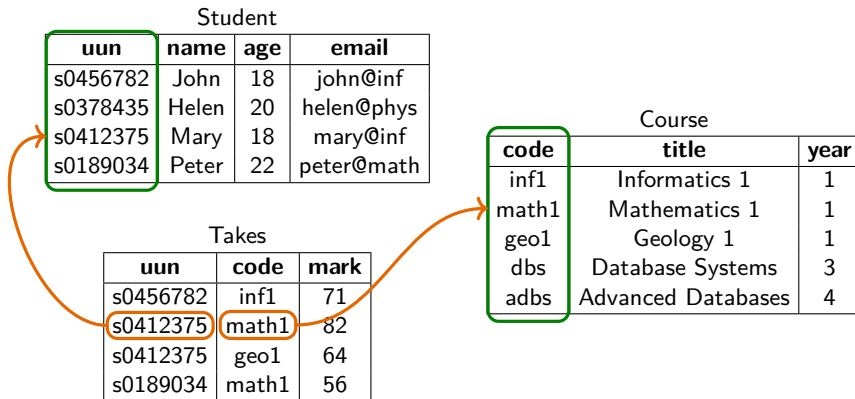 Student
uun name age email
s0456782 John 18 john@inf
s0378435 Helen 20 helen@phys
s0412375 Mary 18 mary@inf
s0189034 Peter 22 peter@math
Course
code title year
inf1 Informatics 1 1
math1 Mathematics 1 1
geo1 Geology 1 1
dbs Database Systems 3
adbs Advanced Databases 4
Takes
uun code mark
s0456782 inf1 71
s0412375 math1 82
s0412375 geo1 64
s0189034 math1 56